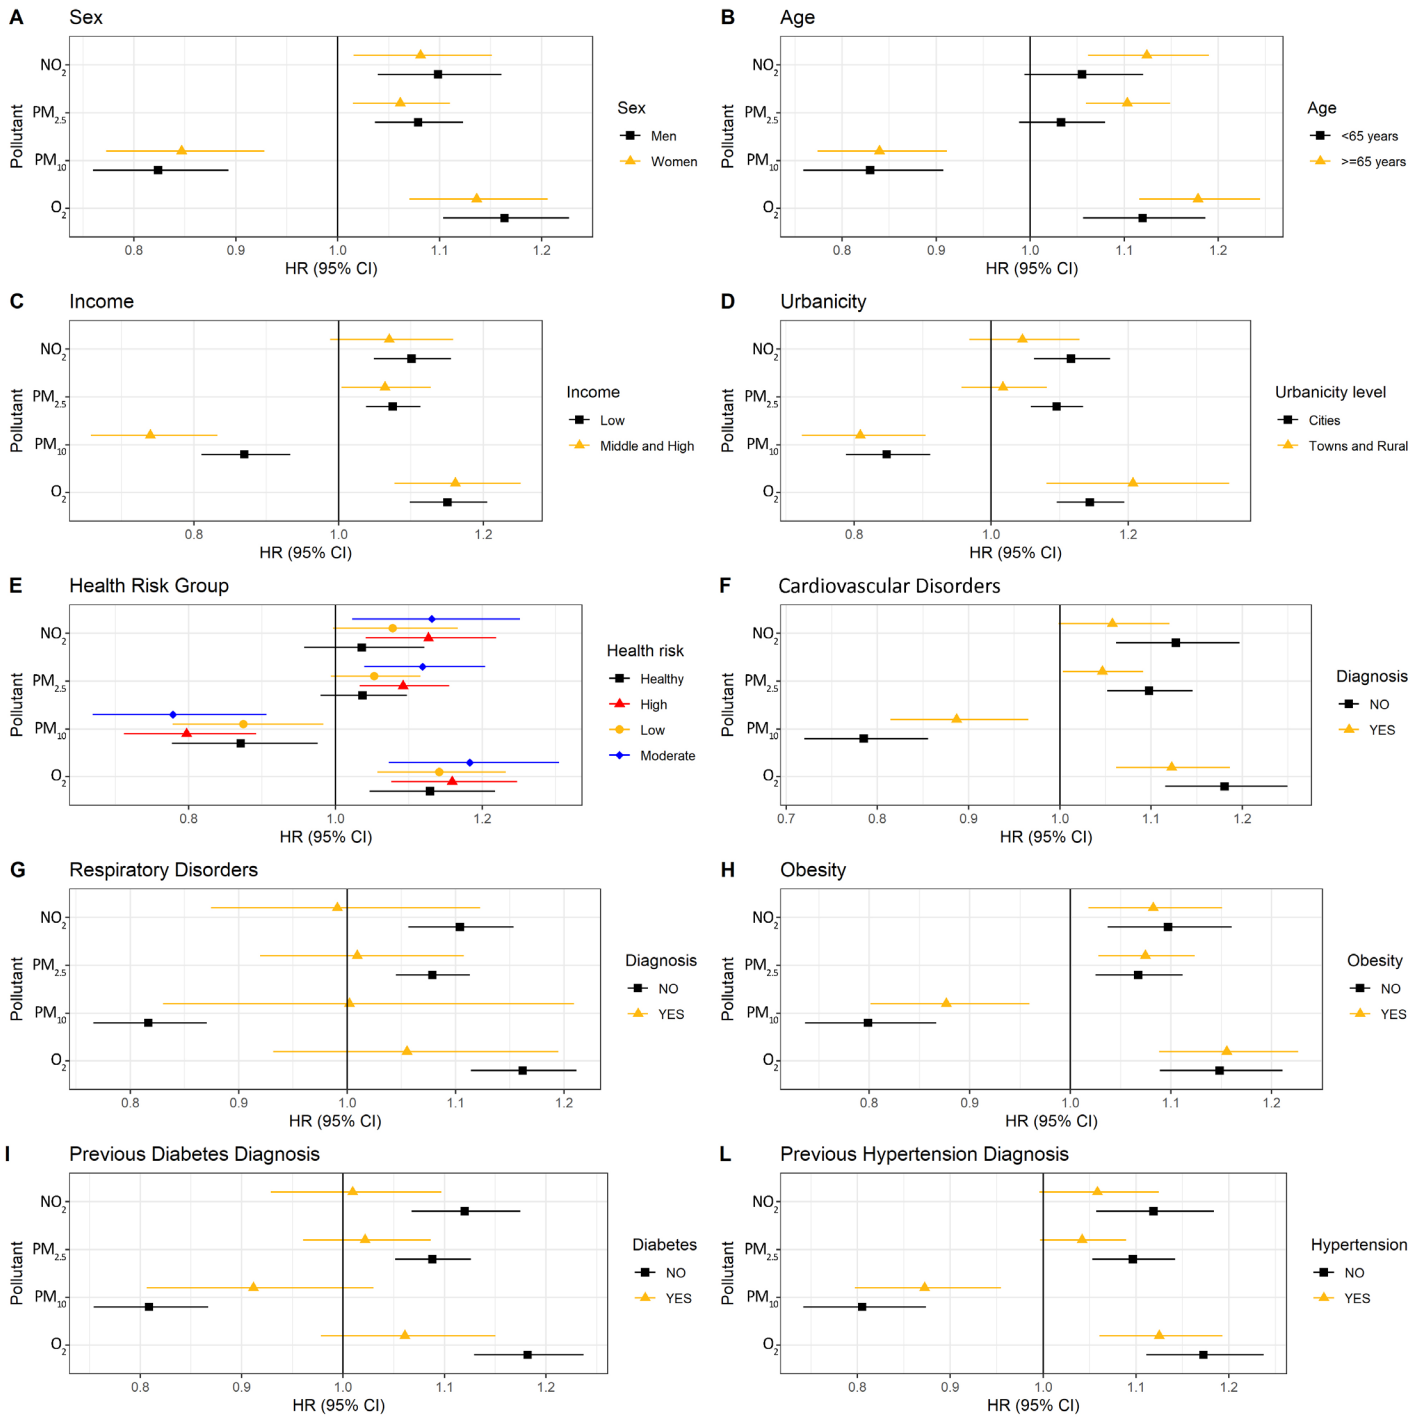 A Sex
NO2
PM2.5
PM10
O2
Pollutant
0.8 0.9 1.0 1.1 1.2
HR (95% CI)
Sex
Men
Women
B Age
NO2
PM2.5
PM10
O2
Pollutant
0.8 0.9 1.0 1.1 1.2
HR (95% CI)
Age
<65 years
>=65 years
C Income
NO2
PM2.5
PM10
O2
Pollutant
0.8 1.0 1.2
HR (95% CI)
Income
Low
Middle and High
D Urbanicity
NO2
PM2.5
PM10
O2
Pollutant
0.8 1.0 1.2
HR (95% CI)
Urbanicity level
Cities
Towns and Rural
E Health Risk Group
NO2
PM2.5
PM10
O2
Pollutant
0.8 1.0 1.2
HR (95% CI)
Health risk
Healthy
High
Low
Moderate
F Cardiovascular Disorders
NO2
PM2.5
PM10
O2
Pollutant
0.7 0.8 0.9 1.0 1.1 1.2
HR (95% CI)
Diagnosis
NO
YES
G Respiratory Disorders
NO2
PM2.5
PM10
O2
Pollutant
0.8 0.9 1.0 1.1 1.2
HR (95% CI)
Diagnosis
NO
YES
H Obesity
NO2
PM2.5
PM10
O2
Pollutant
0.8 0.9 1.0 1.1 1.2
HR (95% CI)
Obesity
NO
YES
I Previous Diabetes Diagnosis
NO2
PM2.5
PM10
O2
Pollutant
0.8 0.9 1.0 1.1 1.2
HR (95% CI)
Diabetes
NO
YES
L Previous Hypertension Diagnosis
NO2
PM2.5
PM10
O2
Pollutant
0.8 0.9 1.0 1.1 1.2
HR (95% CI)
Hypertension
NO
YES